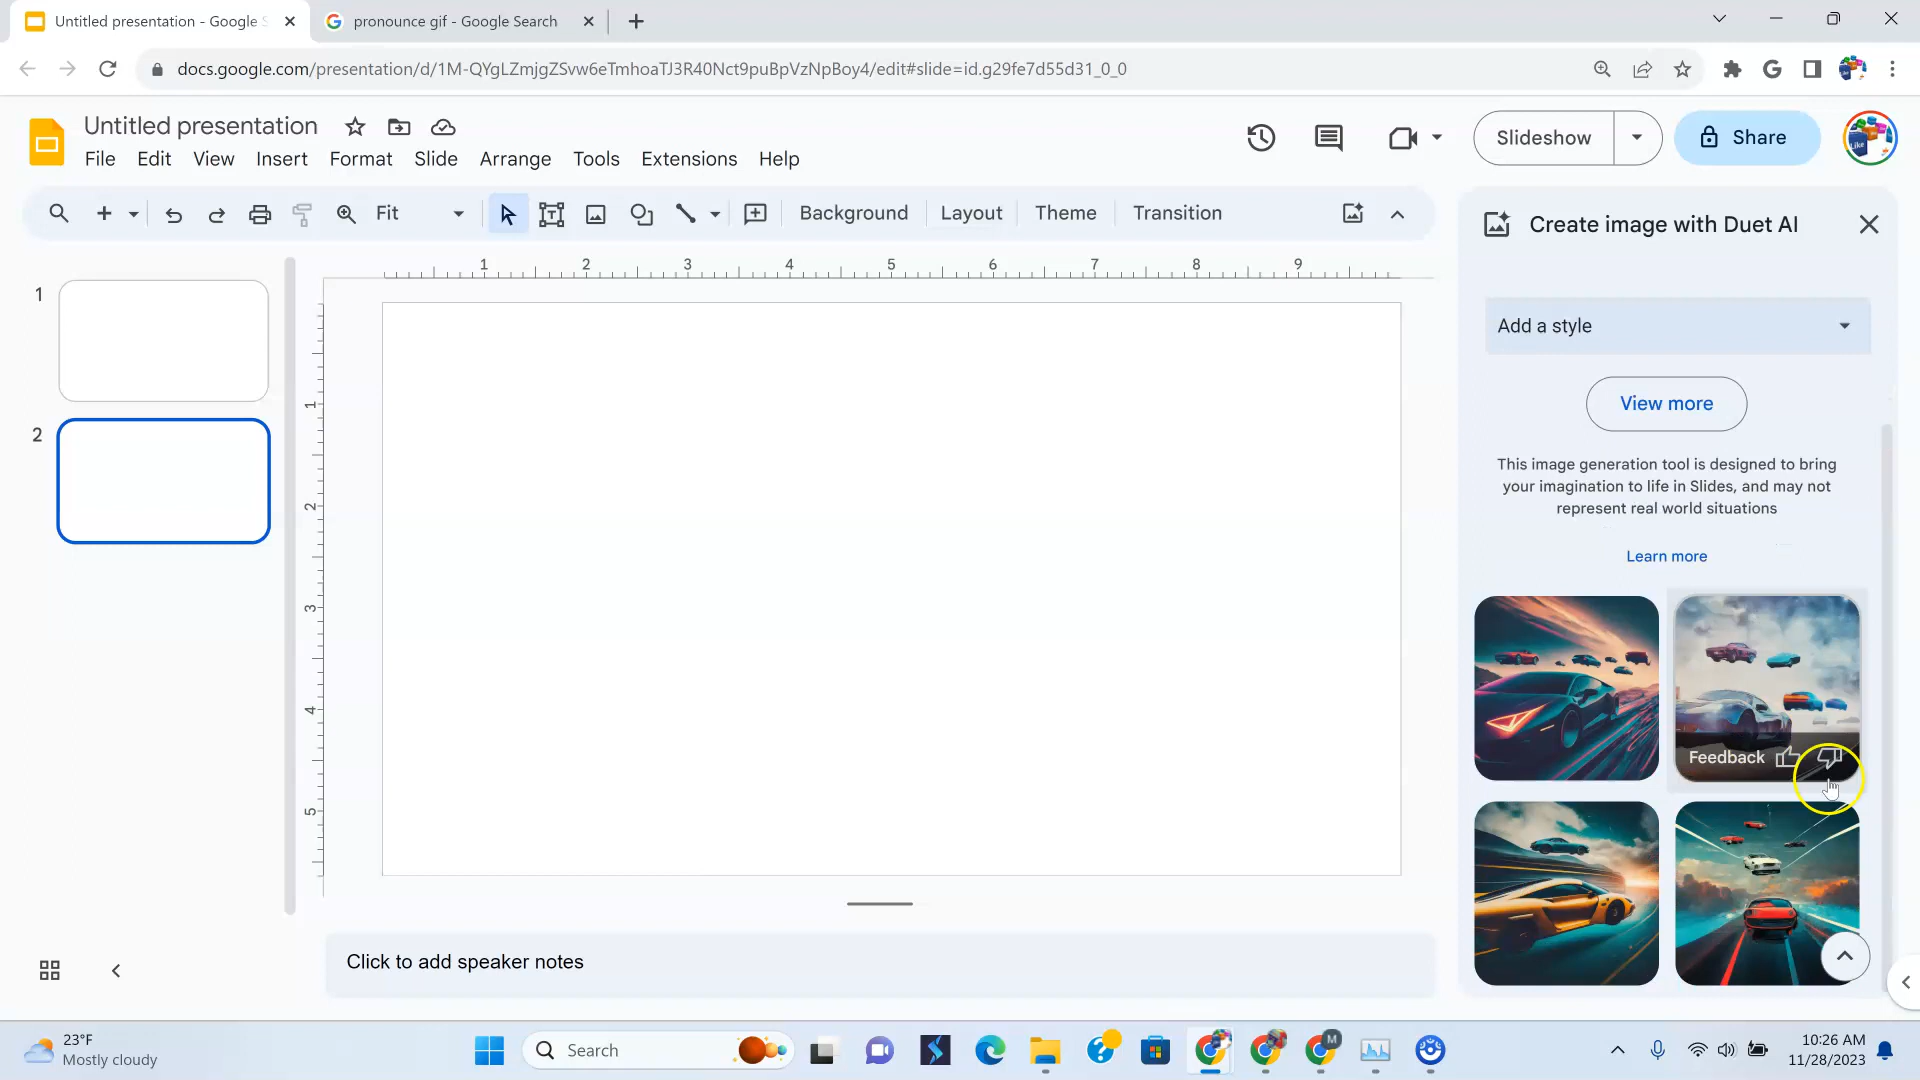 Untitled presentation - Google S
pronounce gif - Google Search
docs.google.com/presentation/d/1M-QYgLZmjgZSvw6eTmhoaTJ3R40Nct9puBpVzNpBoy4/edit#slide=id.g29fe7d55d31_0_0
Untitled presentation
File Edit View Insert Format Slide Arrange Tools Extensions Help
Slideshow
Share
Fit
Background Layout Theme Transition
Create image with Duet AI
1 2 3 4 5 6 7 8 9
1
2
1
2
3
4
5
Add a style
View more
This image generation tool is designed to bring
your imagination to life in Slides, and may not
represent real world situations
Learn more
Feedback
Click to add speaker notes
23°F
Mostly cloudy
Search
M
10:26 AM
11/28/2023